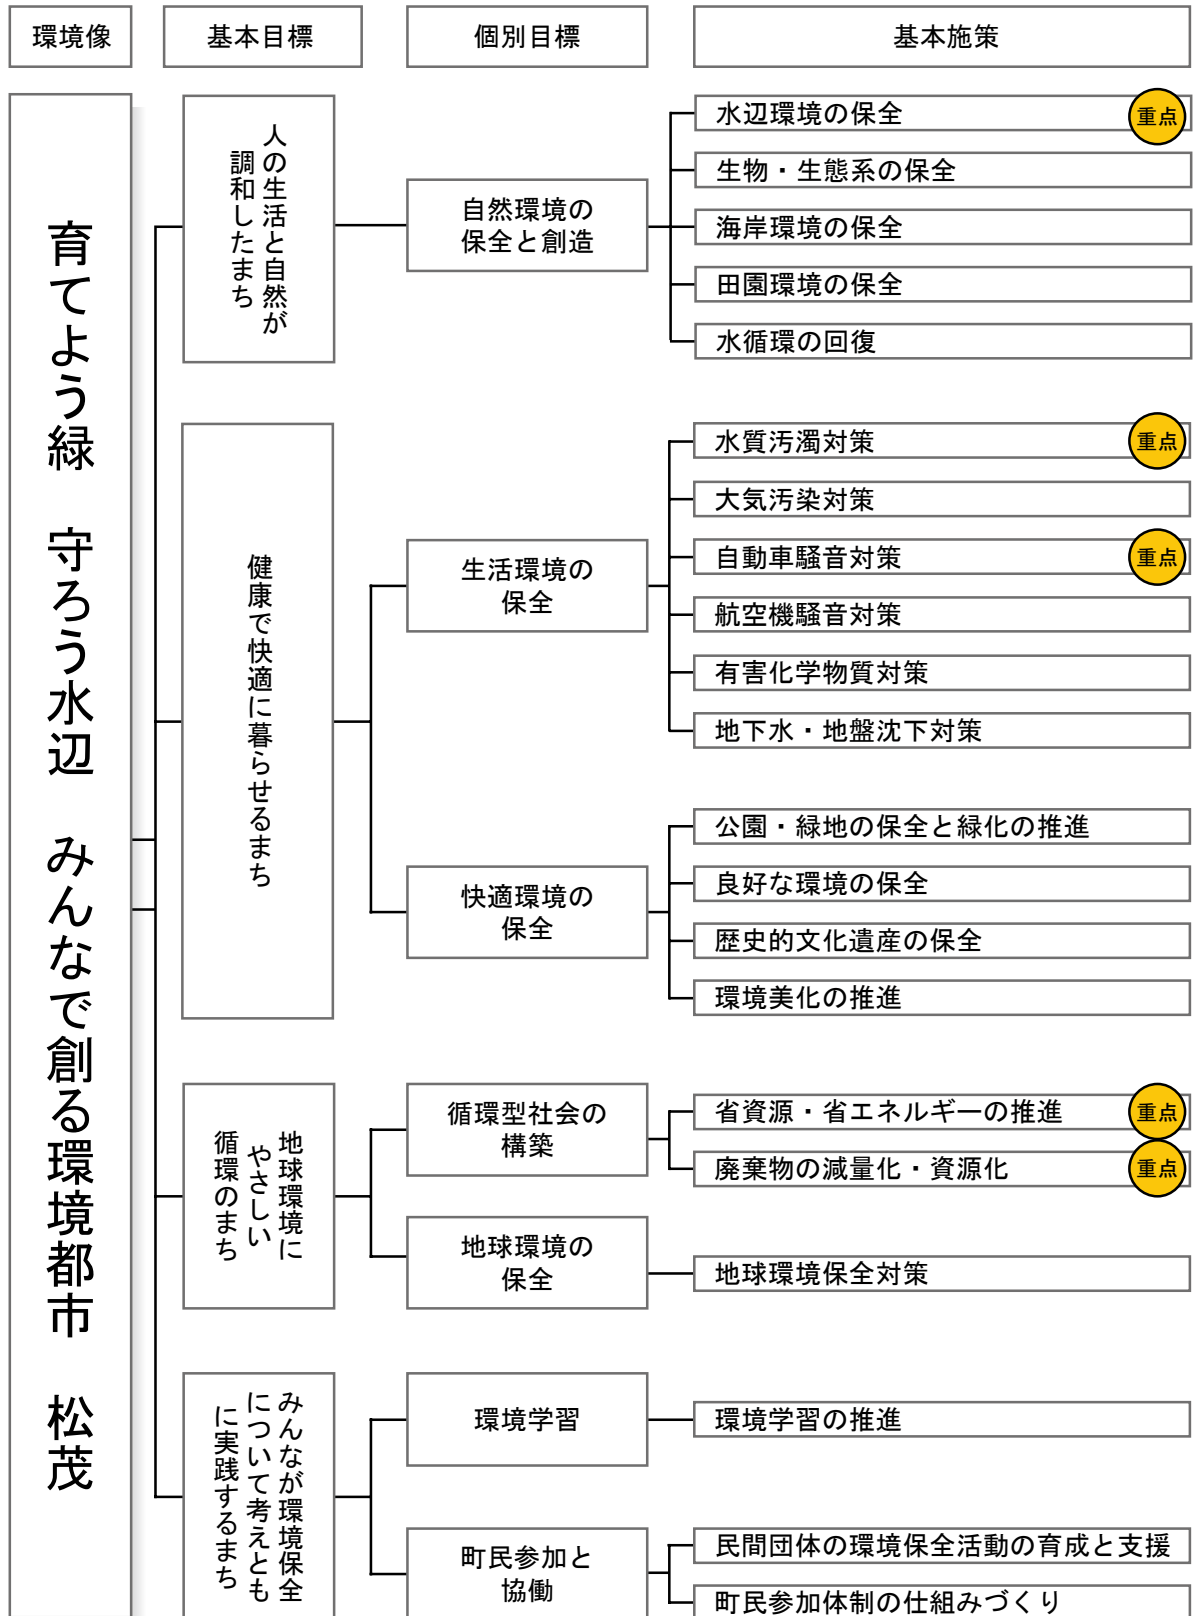 環境像
基本目標
個別目標
基本施策
育てよう緑 守ろう水辺 みんなで創る環境都市 松茂
人の生活と自然が
調和したまち
自然環境の
保全と創造
水辺環境の保全
重点
生物・生態系の保全
海岸環境の保全
田園環境の保全
水循環の回復
健康で快適に暮らせるまち
生活環境の
保全
水質汚濁対策
重点
大気汚染対策
自動車騒音対策
重点
航空機騒音対策
有害化学物質対策
地下水・地盤沈下対策
快適環境の
保全
公園・緑地の保全と緑化の推進
良好な環境の保全
歴史的文化遺産の保全
環境美化の推進
地球環境に
やさしい
循環のまち
循環型社会の
構築
省資源・省エネルギーの推進
重点
廃棄物の減量化・資源化
重点
地球環境の
保全
地球環境保全対策
みんなが環境保全
について考えとも
に実践するまち
環境学習
環境学習の推進
町民参加と
協働
民間団体の環境保全活動の育成と支援
町民参加体制の仕組みづくり